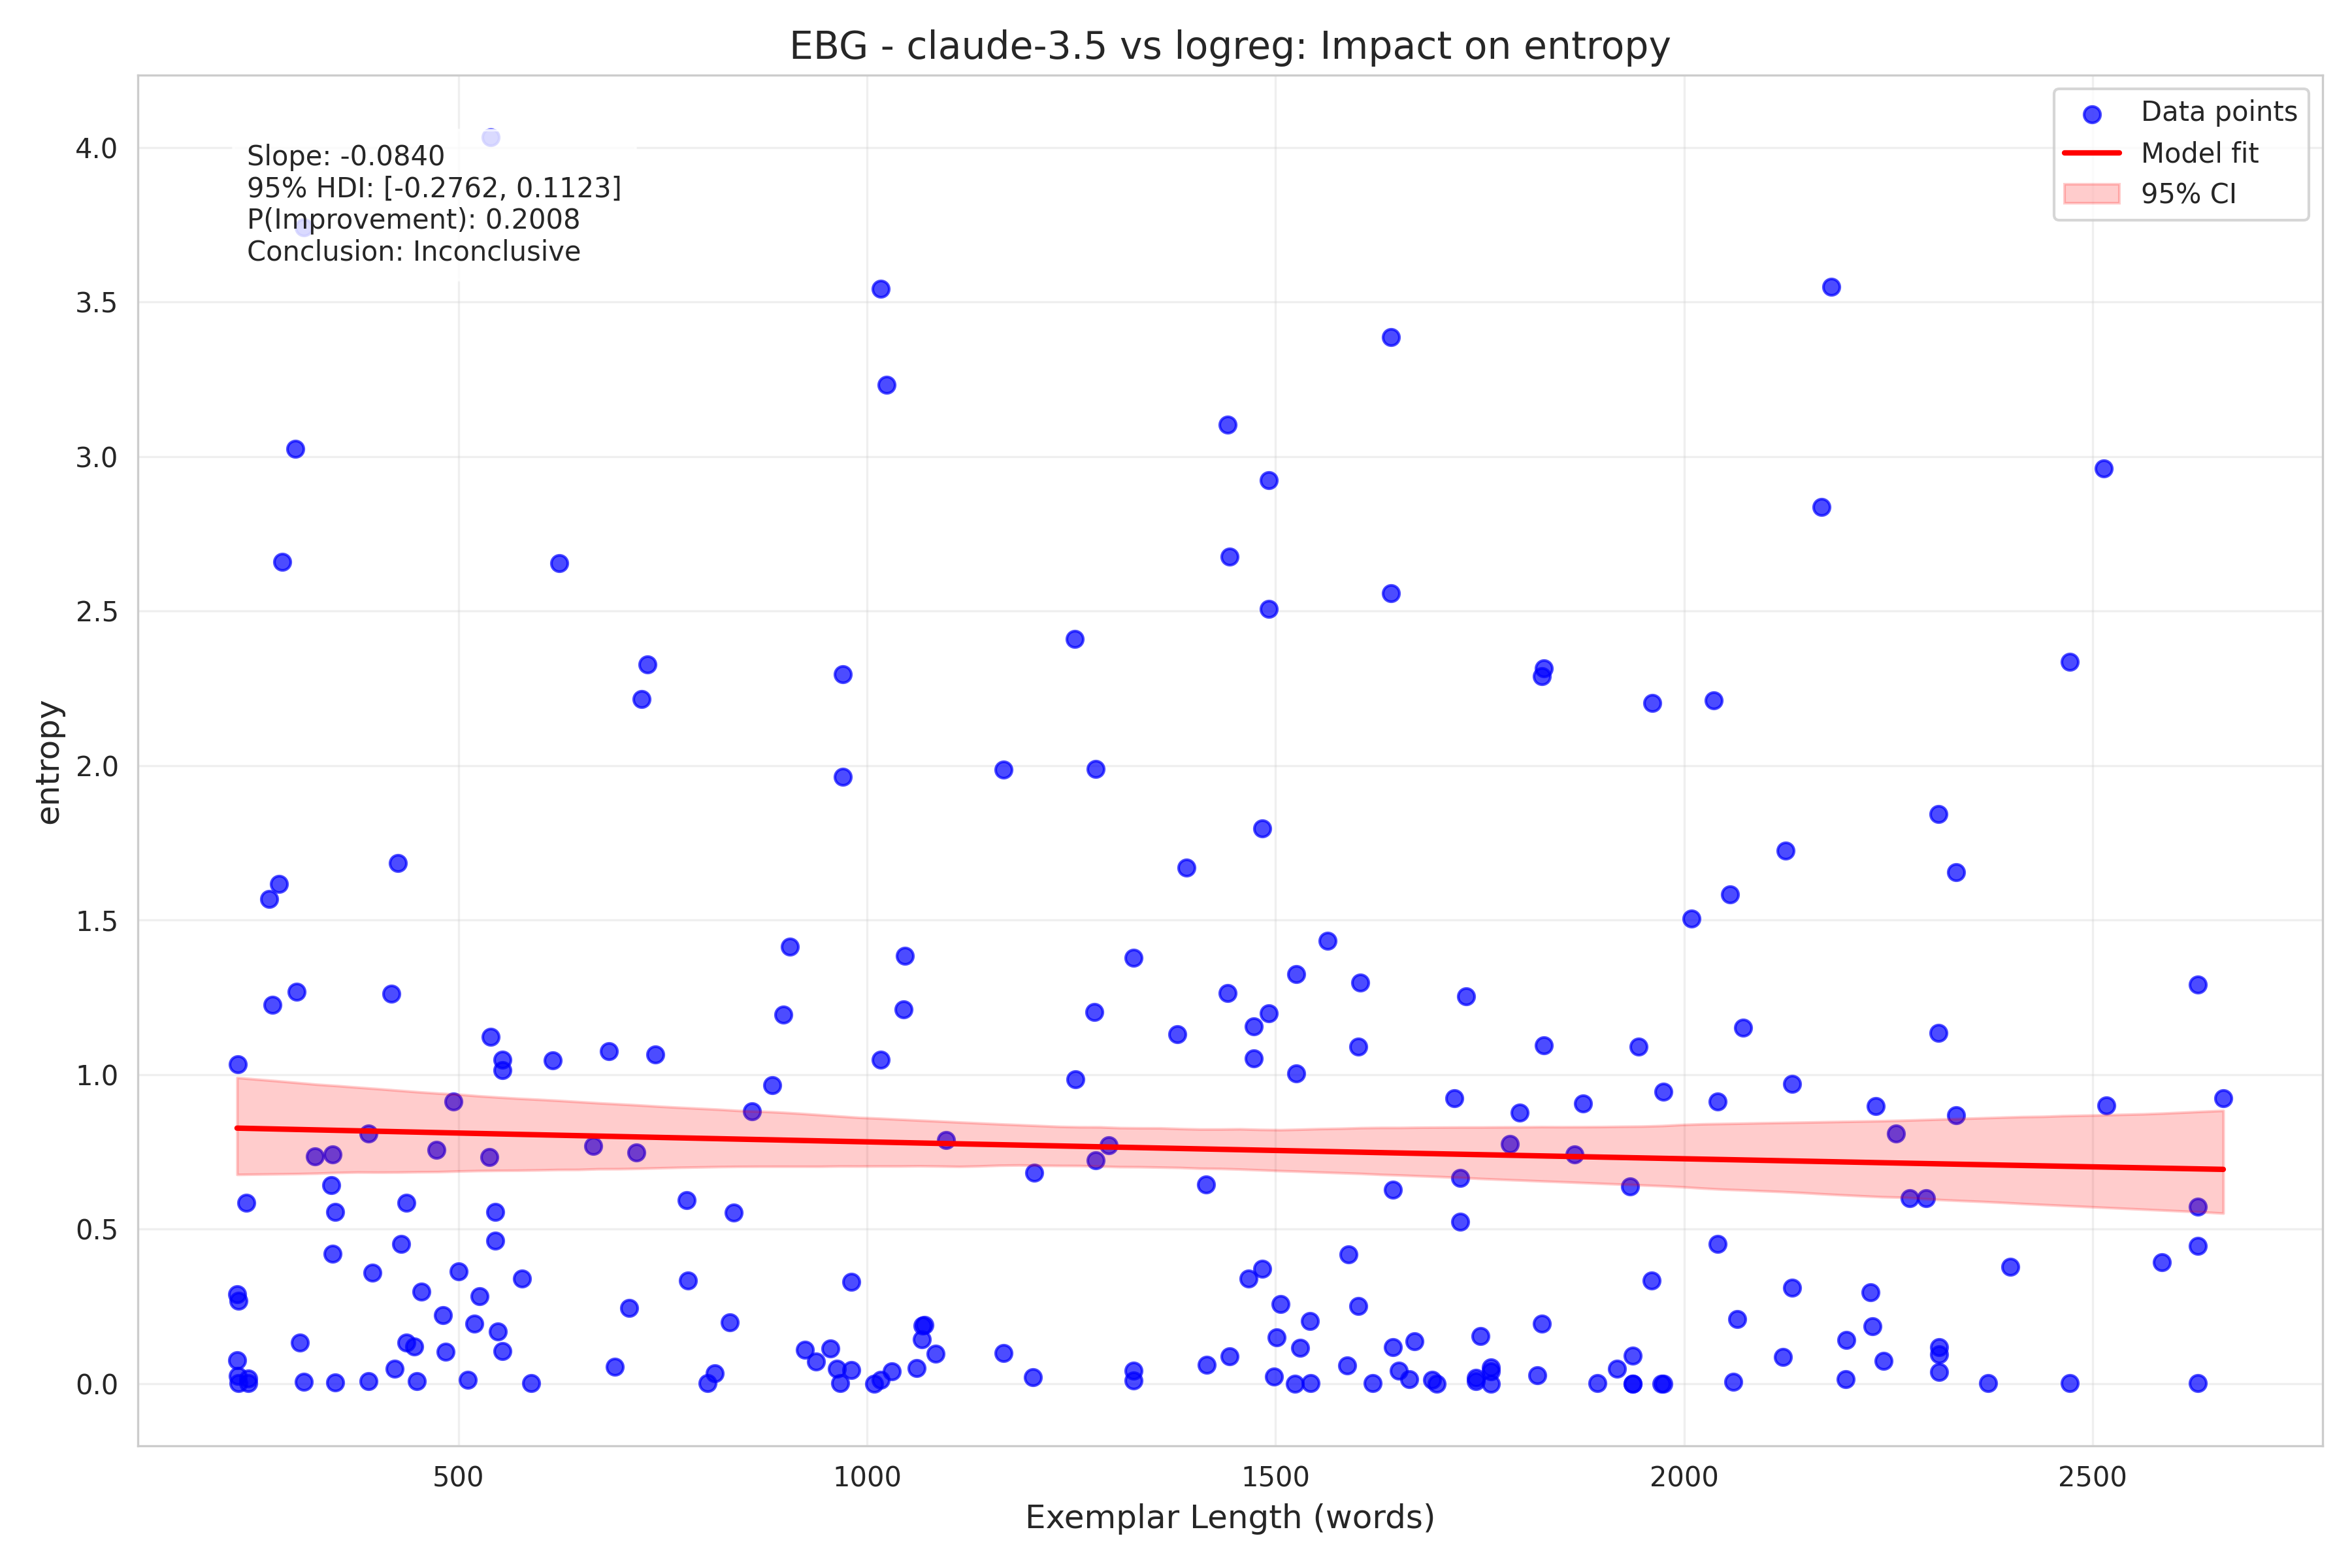 EBG - claude-3.5 vs logreg: Impact on entropy
Data points
Model fit
95% CI
Slope: -0.0840
95% HDI: [-0.2762, 0.1123]
P(Improvement): 0.2008
Conclusion: Inconclusive
entropy
4.0
3.5
3.0
2.5
2.0
1.5
1.0
0.5
0.0
500
1000
1500
2000
2500
Exemplar Length (words)